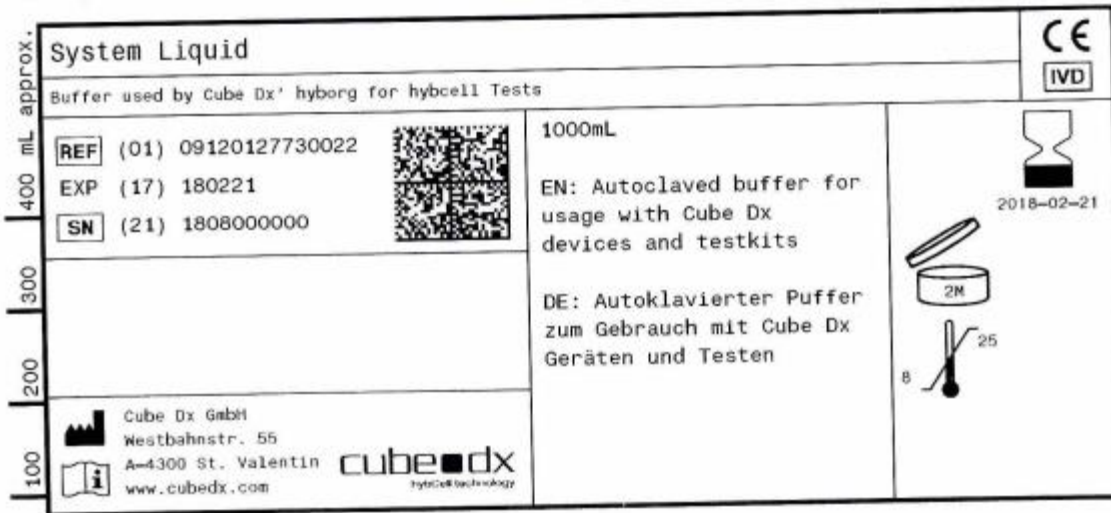 System Liquid
CE
IVD
Buffer used by Cube Dx' hyborg for hybcell Tests
REF (01) 09120127730022
EXP (17) 180221
SN (21) 1808000000
1000mL
EN: Autoclaved buffer for
usage with Cube Dx
devices and testkits
DE: Autoklavierter Puffer
zum Gebrauch mit Cube Dx
Geräten und Testen
2018-02-21
2M
25
8
Cube Dx GmbH
Westbahnstr. 55
A-4300 St. Valentin
www.cubedx.com
i
cube dx
hybCell technology
mL approx.
400
300
200
100